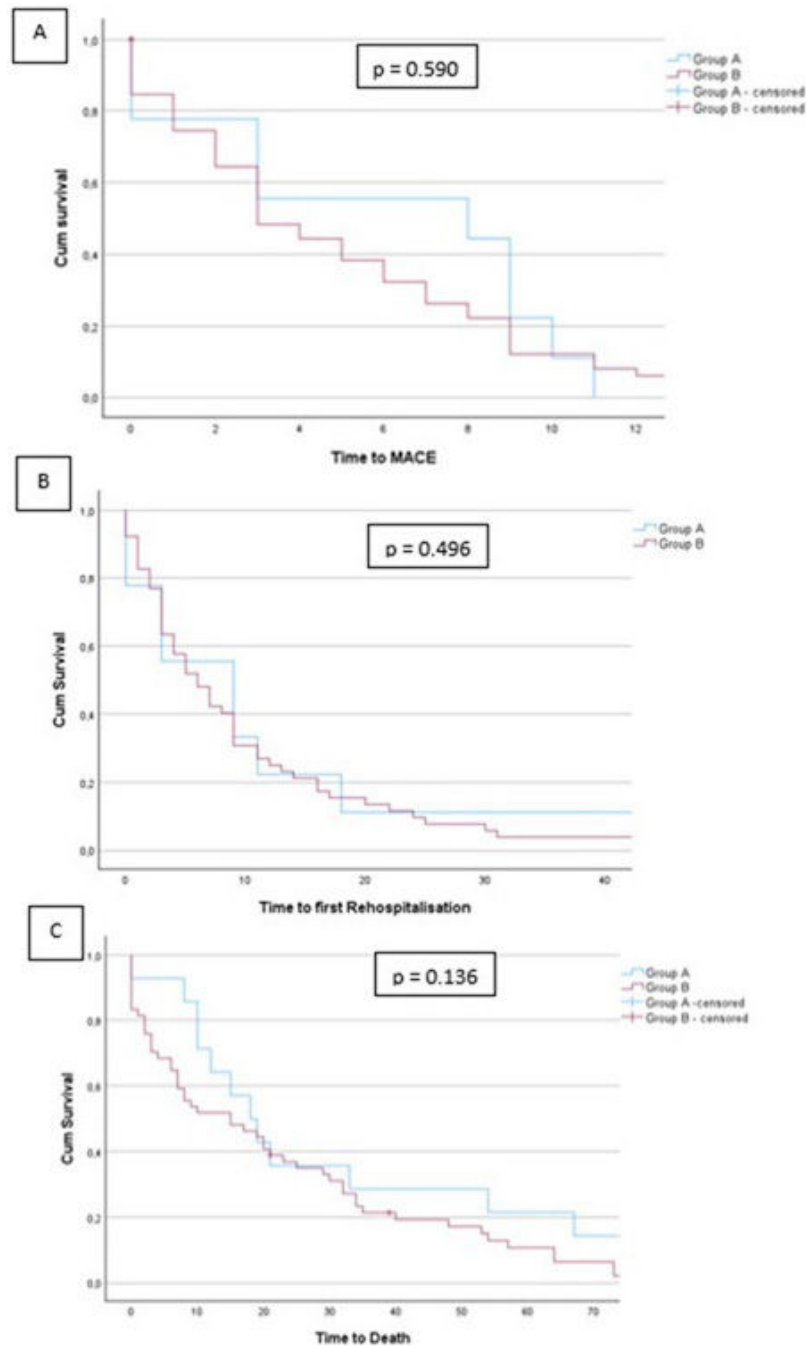 A
p = 0.590
Group A
Group B
Group A - censored
Group B - censored
1,0
0,8
0,6
0,4
0,2
0,0
Cum survival
0 2 4 6 8 10 12
Time to MACE
B
p = 0.496
Group A
Group B
1,0
0,8
0,6
0,4
0,2
0,0
Cum Survival
0 10 20 30 40
Time to first Rehospitalisation
C
p = 0.136
Group A
Group B
Group A -censored
Group B - censored
1,0
0,8
0,6
0,4
0,2
0,0
Cum Survival
0 10 20 30 40 50 60 70
Time to Death